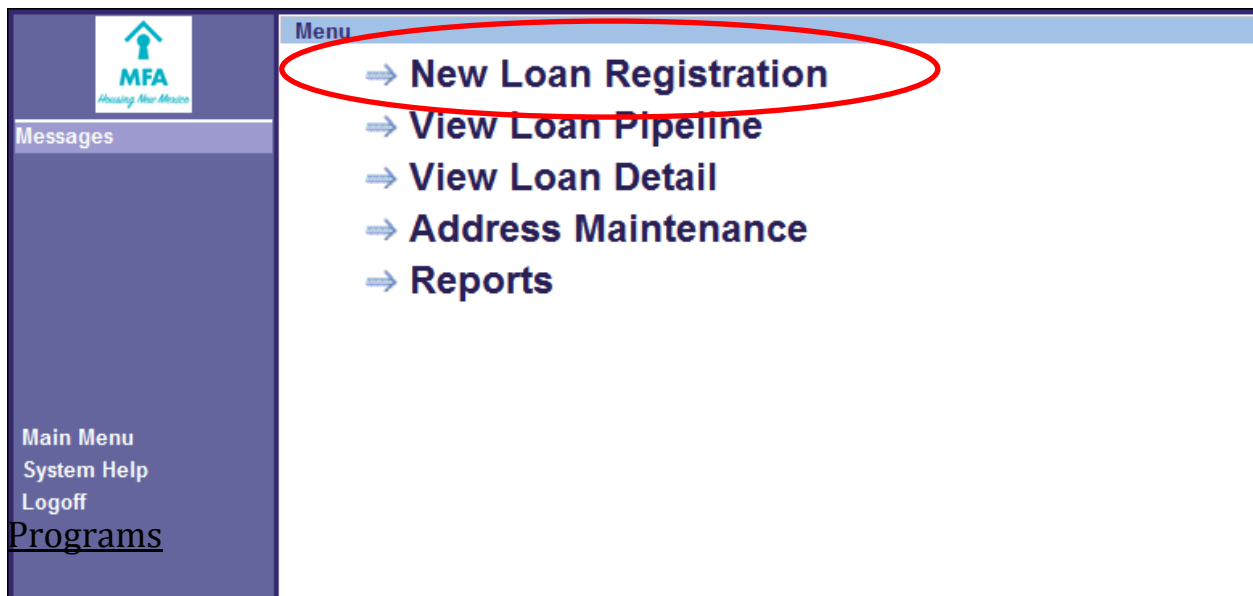 MFA
Housing New Mexico
Messages
Main Menu
System Help
Logoff
Programs
Menu
New Loan Registration
View Loan Pipeline
View Loan Detail
Address Maintenance
Reports